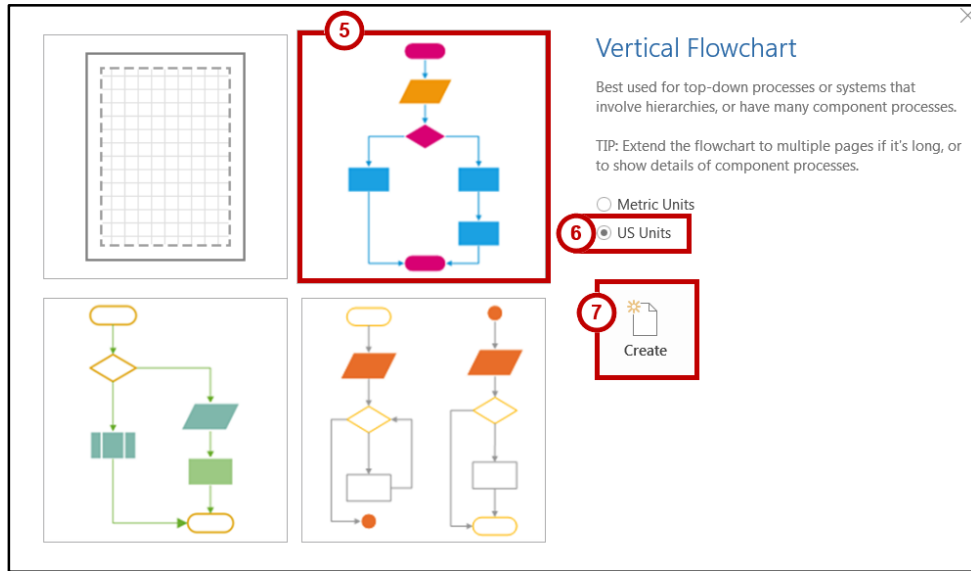 5
Vertical Flowchart
Best used for top-down processes or systems that
involve hierarchies, or have many component processes.
TIP: Extend the flowchart to multiple pages if it's long, or
to show details of component processes.
Metric Units
6
US Units
7
Create